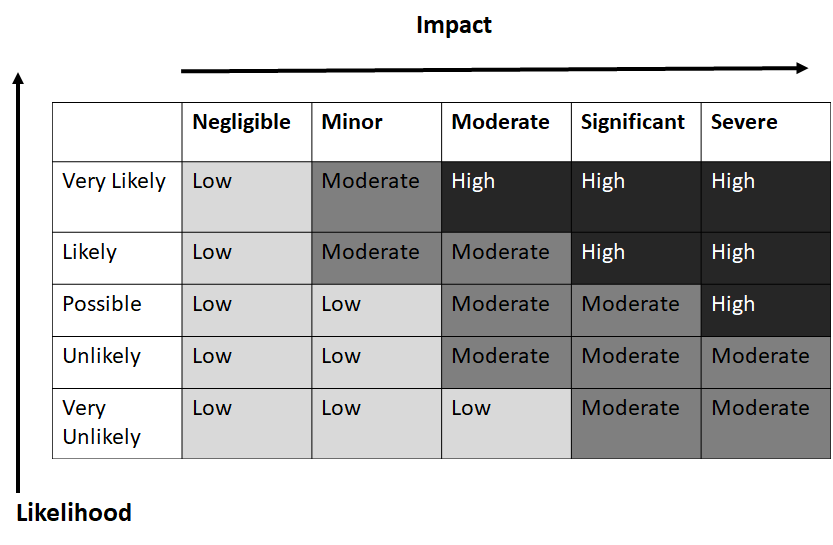 Impact
Negligible Minor Moderate Significant Severe
Very Likely Low Moderate High High High
Likely Low Moderate Moderate High High
Possible Low Low Moderate Moderate High
Unlikely Low Low Moderate Moderate Moderate
Very Low Low Low Moderate Moderate
Unlikely
Likelihood